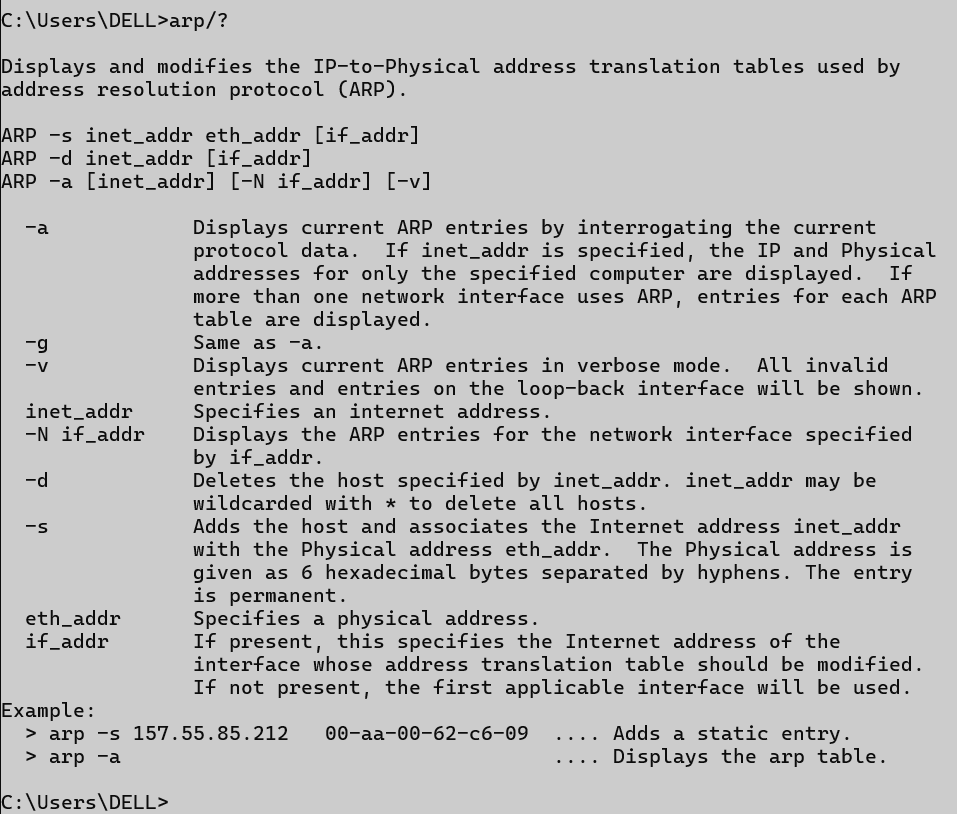 C:\Users\DELL>arp/?
Displays and modifies the IP-to-Physical address translation tables used by
address resolution protocol (ARP).
ARP -s inet_addr eth_addr [if_addr]
ARP -d inet_addr [if_addr]
ARP -a [inet_addr] [-N if_addr] [-v]
  -a            Displays current ARP entries by interrogating the current
                protocol data.  If inet_addr is specified, the IP and Physical
                addresses for only the specified computer are displayed.  If
                more than one network interface uses ARP, entries for each ARP
                table are displayed.
  -g            Same as -a.
  -v            Displays current ARP entries in verbose mode.  All invalid
                entries and entries on the loop-back interface will be shown.
  inet_addr     Specifies an internet address.
  -N if_addr    Displays the ARP entries for the network interface specified
                by if_addr.
  -d            Deletes the host specified by inet_addr. inet_addr may be
                wildcarded with * to delete all hosts.
  -s            Adds the host and associates the Internet address inet_addr
                with the Physical address eth_addr.  The Physical address is
                given as 6 hexadecimal bytes separated by hyphens. The entry
                is permanent.
  eth_addr      Specifies a physical address.
  if_addr       If present, this specifies the Internet address of the
                interface whose address translation table should be modified.
                If not present, the first applicable interface will be used.
Example:
  > arp -s 157.55.85.212   00-aa-00-62-c6-09  .... Adds a static entry.
  > arp -a                                    .... Displays the arp table.
C:\Users\DELL>